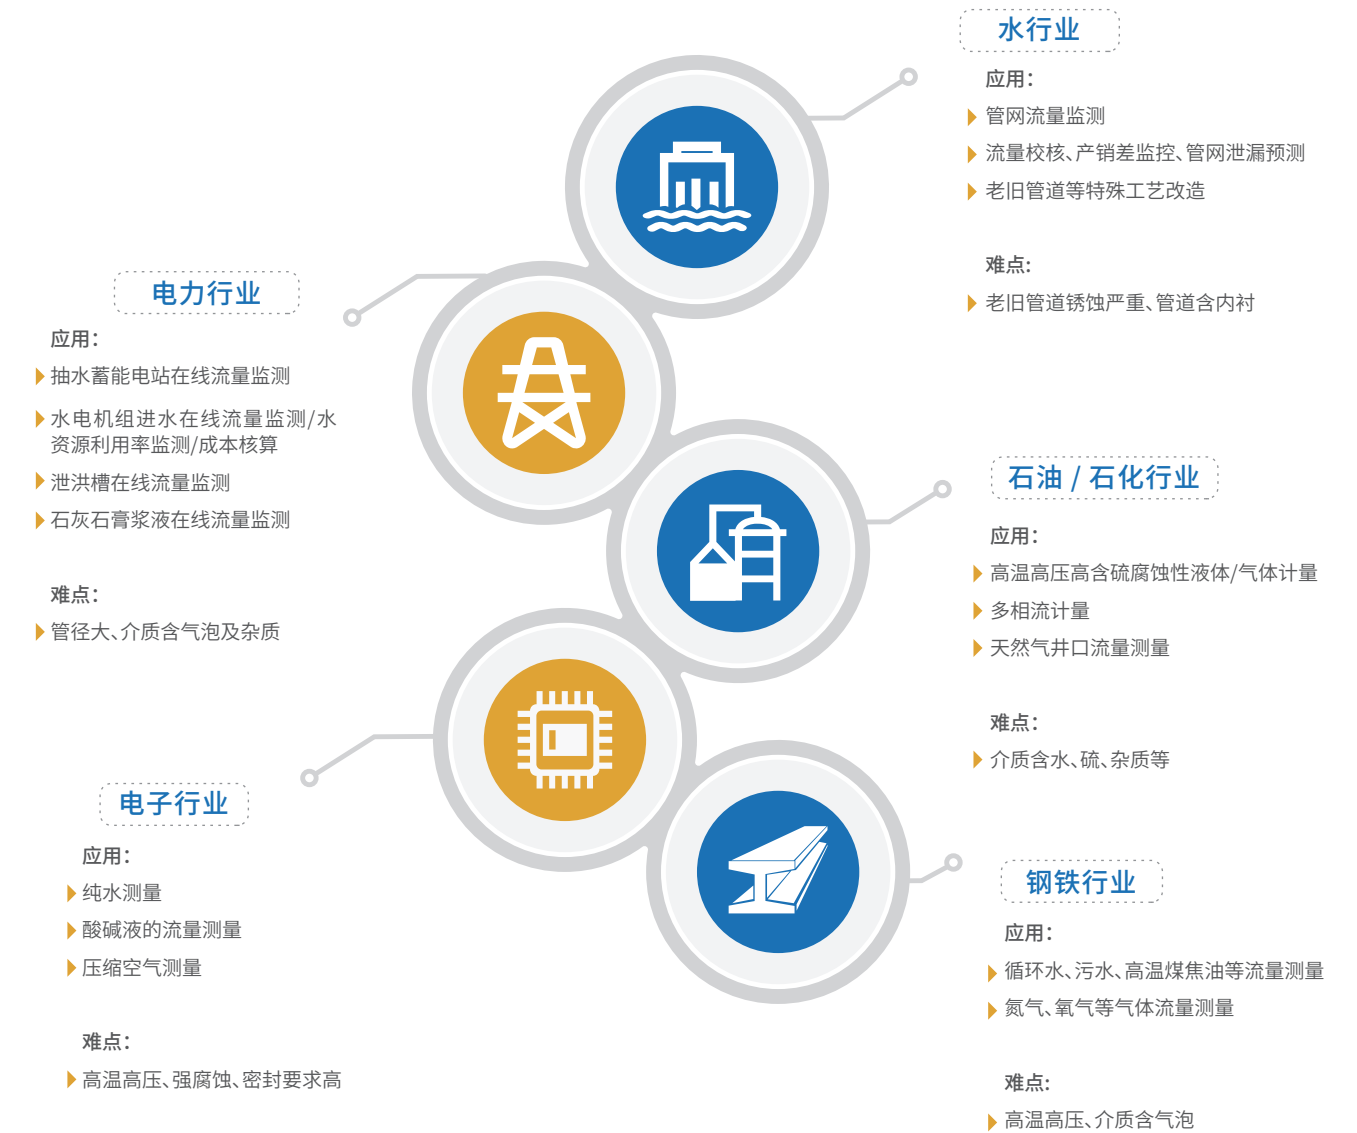 水行业
应用：
管网流量监测
流量校核、产销差监控、管网泄漏预测
老旧管道等特殊工艺改造
难点:
老旧管道锈蚀严重、管道含内衬
电力行业
应用：
抽水蓄能电站在线流量监测
水电机组进水在线流量监测/水
资源利用率监测/成本核算
泄洪槽在线流量监测
石灰石膏浆液在线流量监测
难点：
管径大、介质含气泡及杂质
石油 / 石化行业
应用：
高温高压高含硫腐蚀性液体/气体计量
多相流计量
天然气井口流量测量
难点：
介质含水、硫、杂质等
电子行业
应用：
纯水测量
酸碱液的流量测量
压缩空气测量
难点：
高温高压、强腐蚀、密封要求高
钢铁行业
应用：
循环水、污水、高温煤焦油等流量测量
氮气、氧气等气体流量测量
难点:
高温高压、介质含气泡